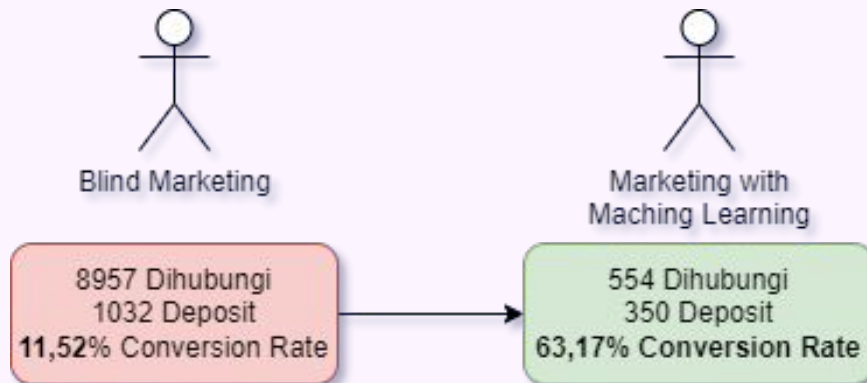 Blind Marketing
8957 Dihubungi
1032 Deposit
11,52% Conversion Rate
Marketing with
Maching Learning
554 Dihubungi
350 Deposit
63,17% Conversion Rate